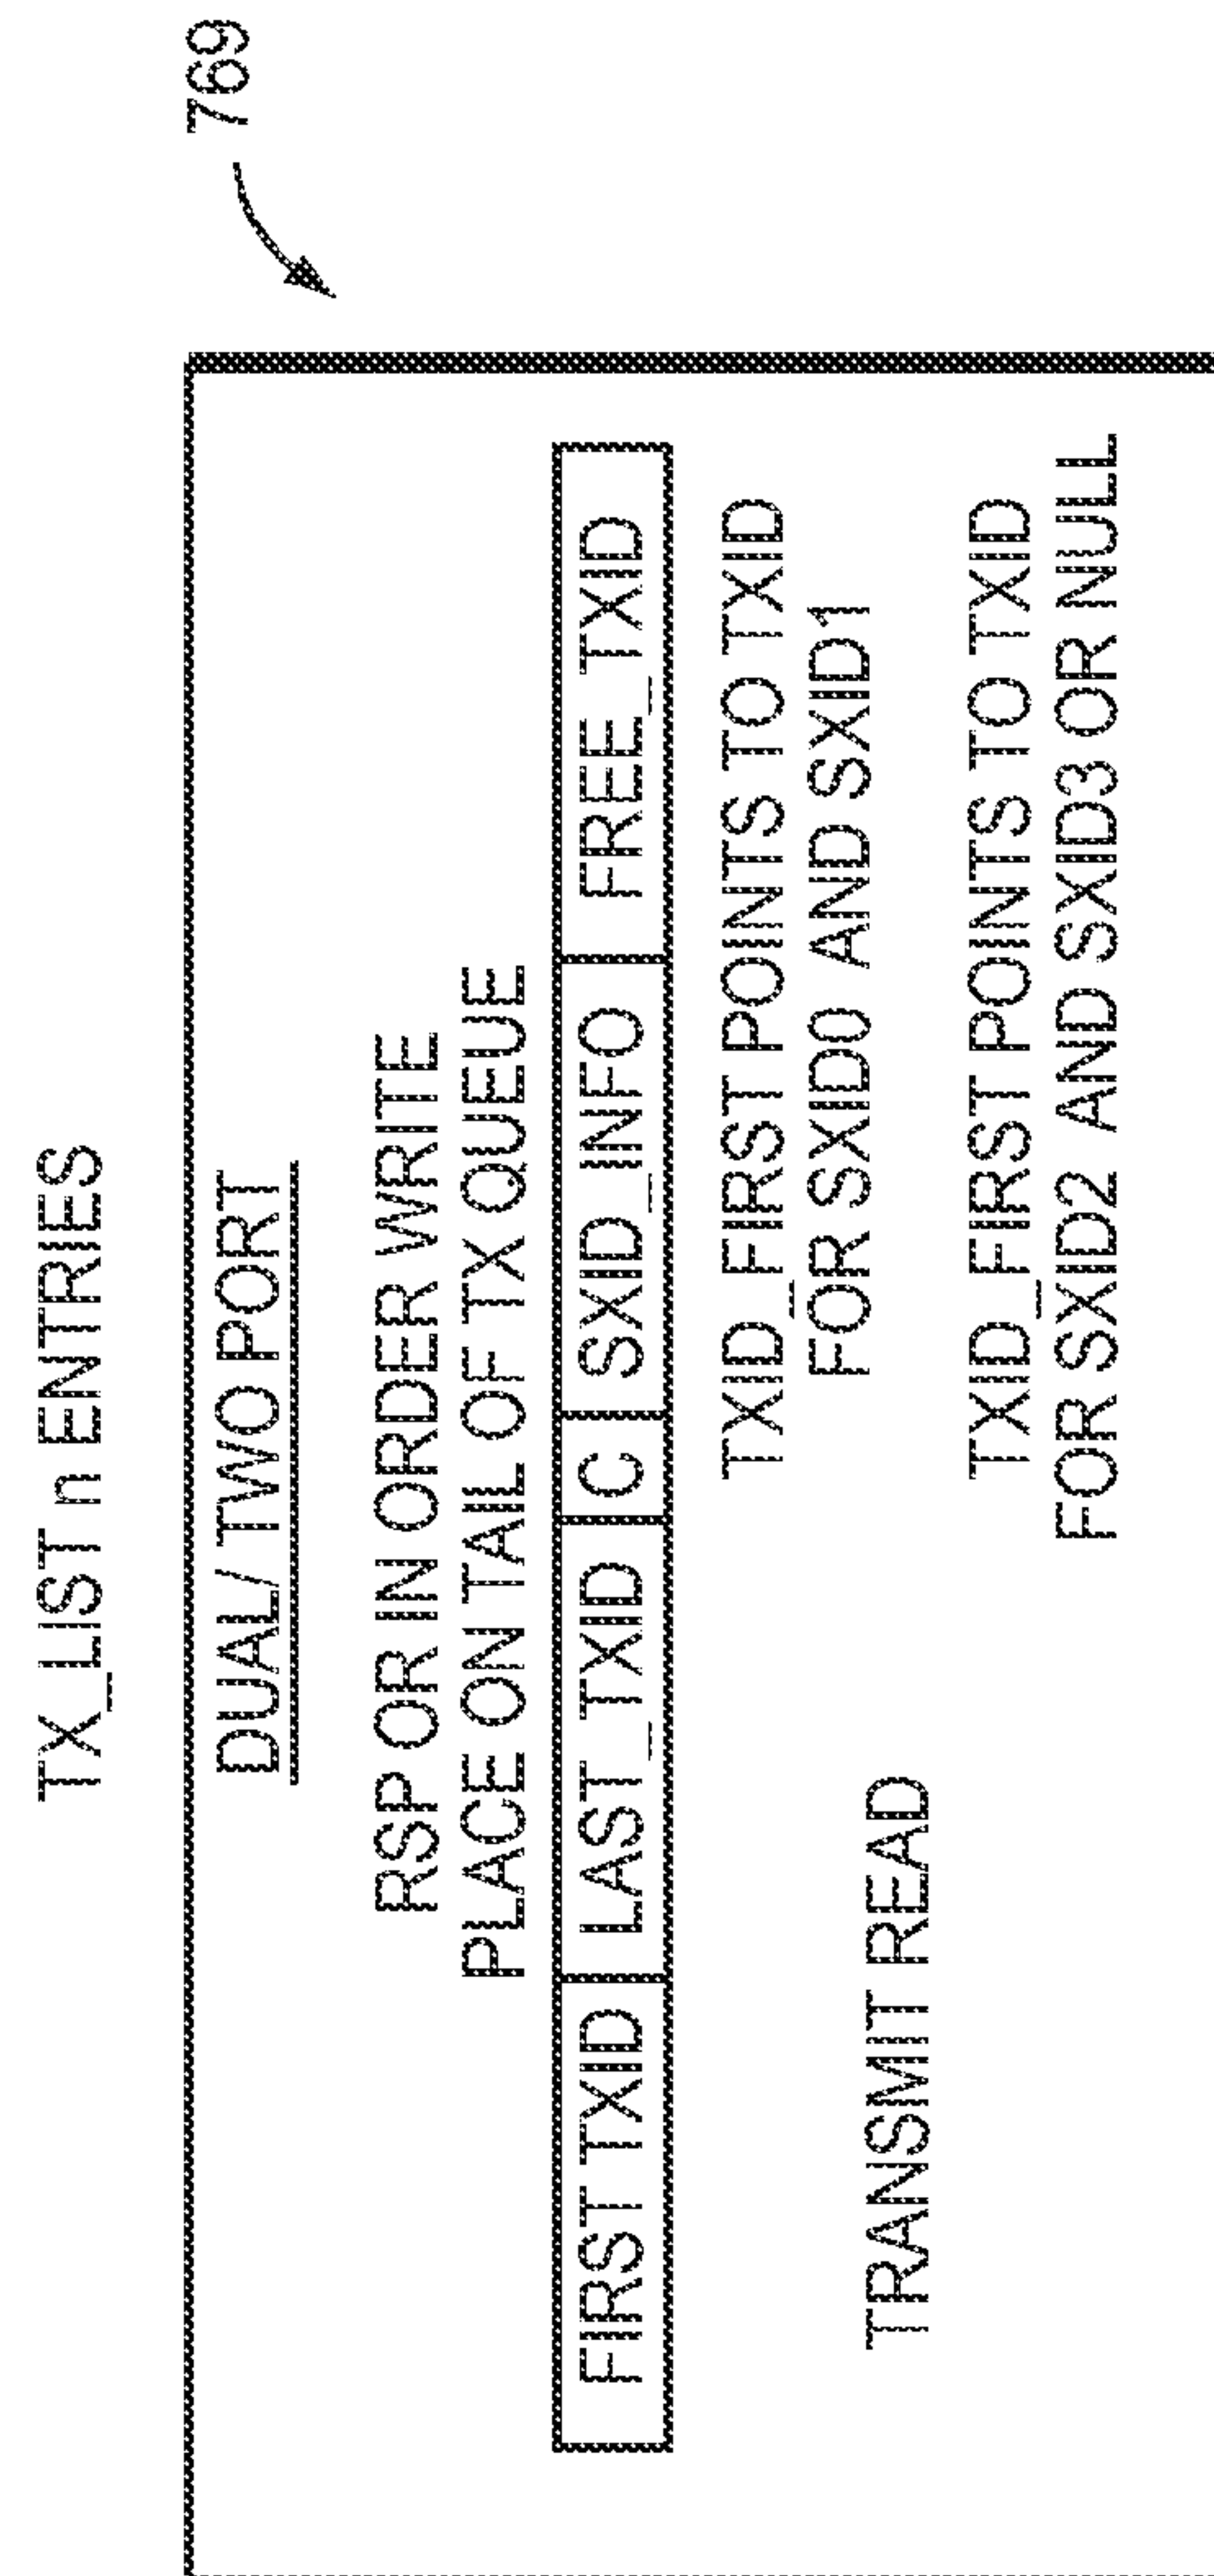 TX_LIST n ENTRIES
769
DUAL/ TWO PORT
RSP OR IN ORDER WRITE
PLACE ON TAIL OF TX QUEUE
FIRST TXID LAST_TXID C SXID_INFO FREE_TXID
TXID_FIRST POINTS TO TXID
FOR SXID0 AND SXID1
TRANSMIT READ
TXID_FIRST POINTS TO TXID
FOR SXID2 AND SXID3 OR NULL